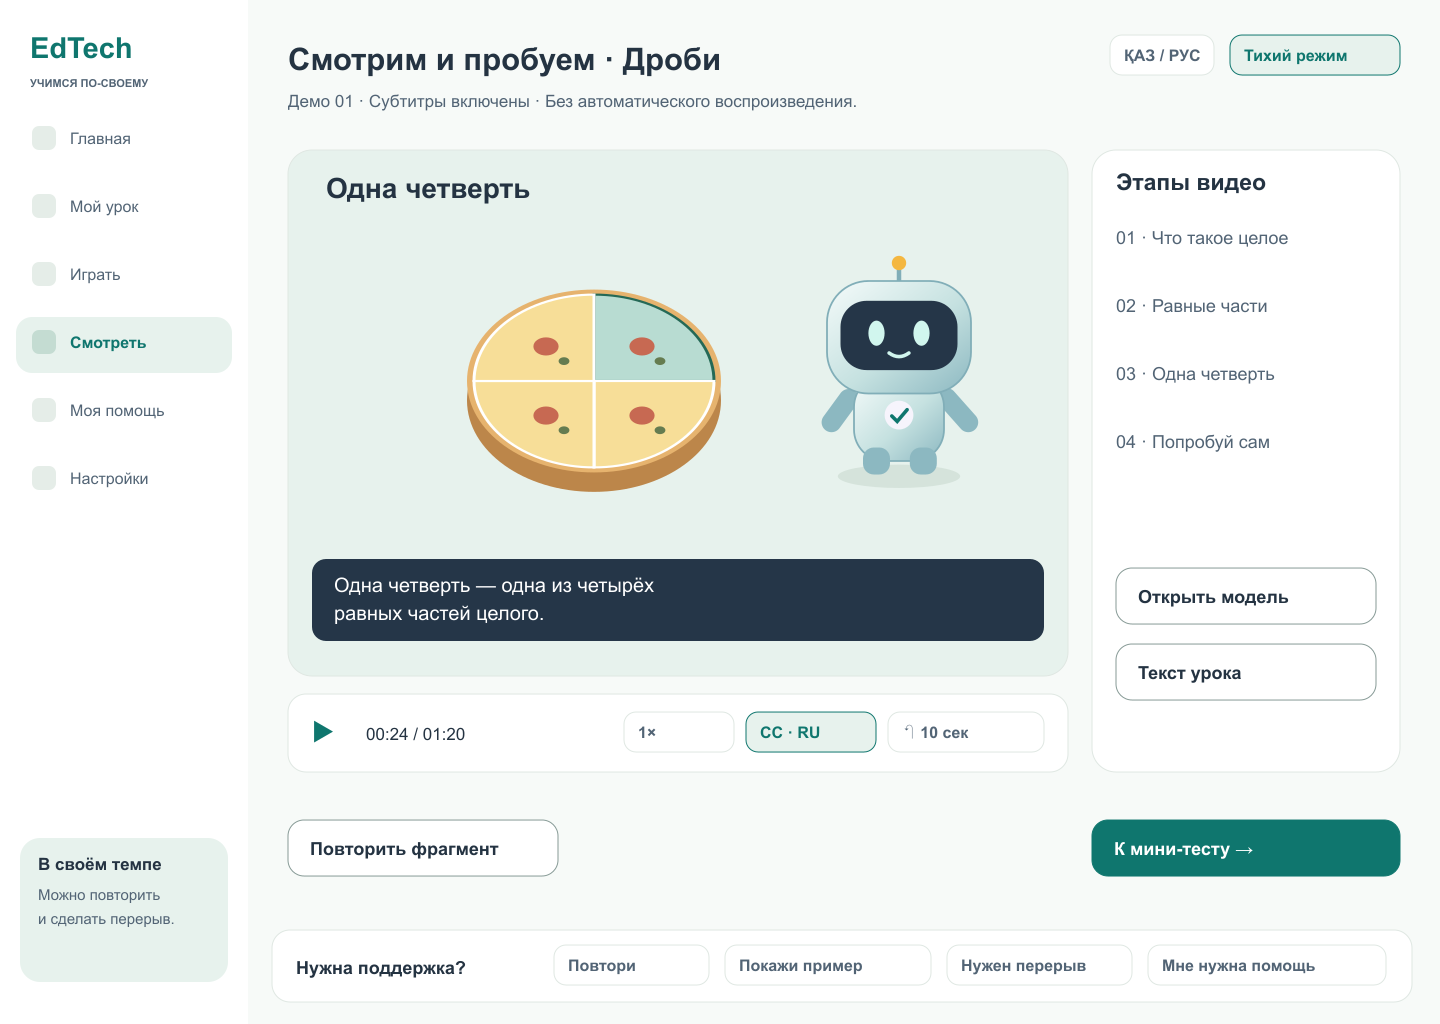 EdTech
УЧИМСЯ ПО-СВОЕМУ
Главная
Мой урок
Играть
Смотреть
Моя помощь
Настройки
В своём темпе
Можно повторить
и сделать перерыв.
Смотрим и пробуем · Дроби
Демо 01 · Субтитры включены · Без автоматического воспроизведения.
ҚАЗ / РУС
Тихий режим
Одна четверть
Одна четверть — одна из четырёх
равных частей целого.
00:24 / 01:20
1×
CC · RU
10 сек
Этапы видео
01 · Что такое целое
02 · Равные части
03 · Одна четверть
04 · Попробуй сам
Открыть модель
Текст урока
Повторить фрагмент
К мини-тесту →
Нужна поддержка?
Повтори
Покажи пример
Нужен перерыв
Мне нужна помощь